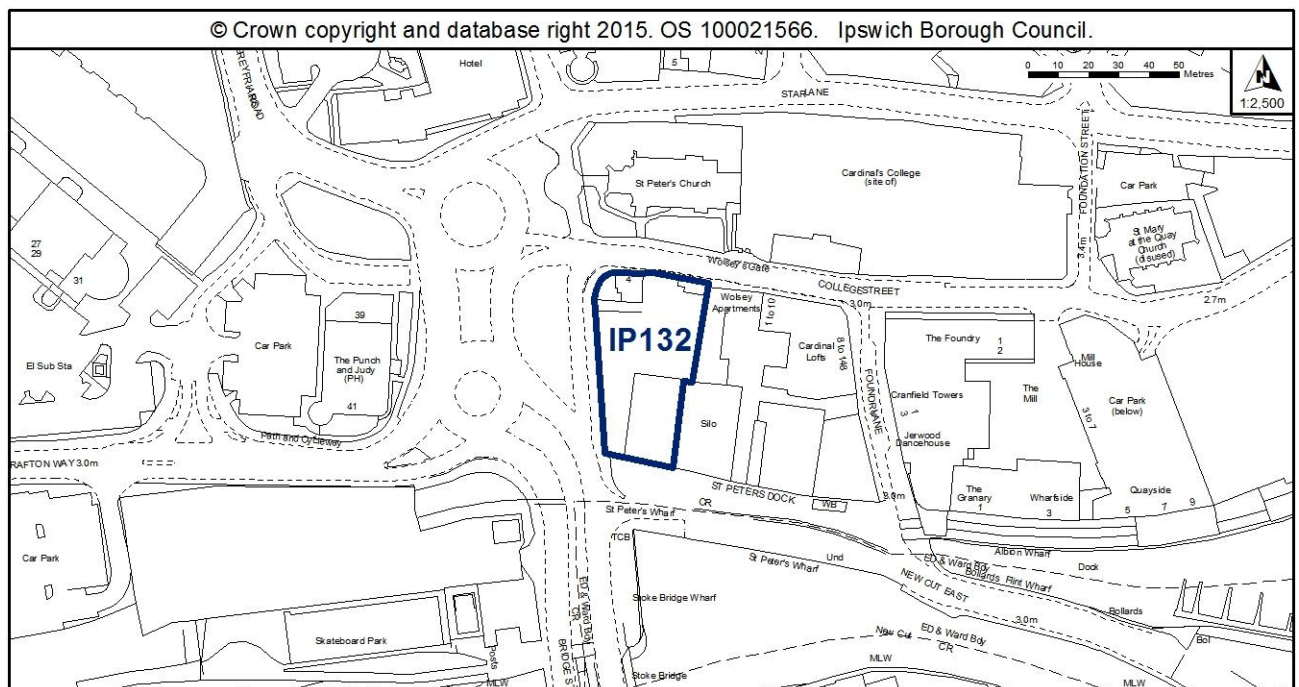 © Crown copyright and database right 2015. OS 100021566. Ipswich Borough Council.
0 10 20 30 40 50 Metres
N
1:2,500
REYFRIARS ROAD
Hotel
5
STAR LANE
FOUNDATION STREET
3.4m
St Peter's Church
Cardinal's College
(site of)
Car Park
St Mary
at the Quay
Church
(disused)
27
29
31
Wolsey's Gate
COLLEGE STREET
3.0m
2.7m
4
IP132
Wolsey
Apartments
1 to 10
Cardinal
Lofts
8 to 148
FOUNDRY LANE
The Foundry
1
2
Mill
House
El Sub Sta
Car Park
39
The Punch
and Judy
(PH)
41
Cranfield Towers
1
3
The
Mill
Car Park
(below)
3 to 7
Jerwood
Dancehouse
Silo
Path and Cycleway
RAFTON WAY 3.0m
ST PETERS DOCK
CR
WB
3.0m
The
Granary
1
Wharfside
3
Quayside
5
7
9
St Peter's Wharf
TCB
Car Park
St Peter's Wharf
Und
Albion Wharf
Dock
ED & Ward Bdy
Bollards
Flint Wharf
NEW CUT EAST
Bollards
3.0m
Bol
ED & Ward Bdy
CR
BRIDGE S
Stoke Bridge Wharf
Skateboard Park
Posts
MLW
Stoke Bridge
New Cut
ED & Ward Bdy
CR
MLW
MLW